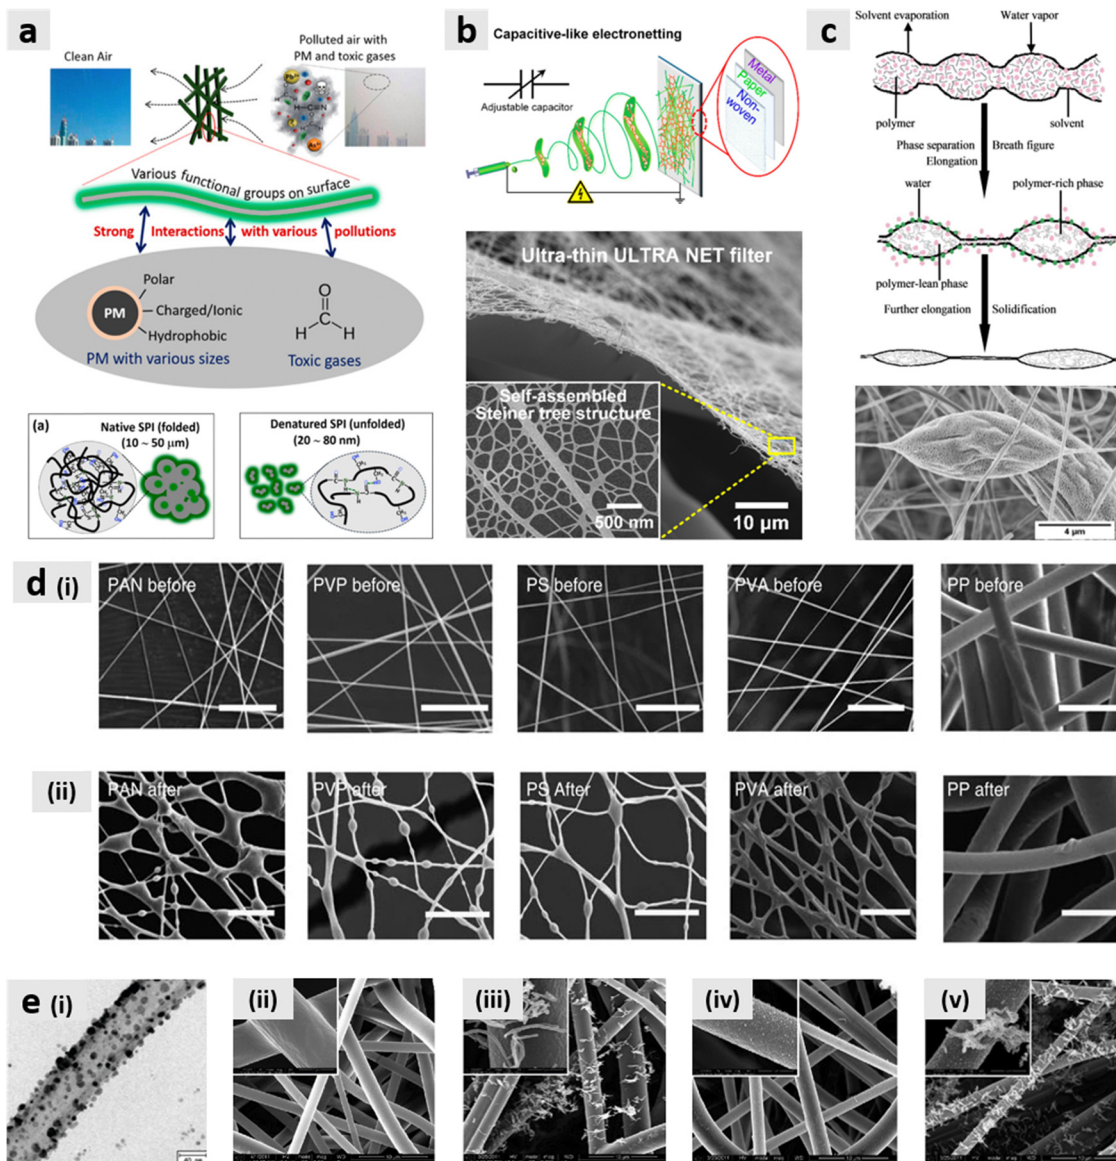 a
Clean Air
Polluted air with
PM and toxic gases
H—C≡N
Various functional groups on surface
Strong Interactions with various pollutions
Polar
PM
Charged/Ionic
Hydrophobic
PM with various sizes
O
C
H H
Toxic gases
(a)
Native SPI (folded)
(10 ~ 50 μm)
Denatured SPI (unfolded)
(20 ~ 80 nm)
b
Capacitive-like electronetting
Adjustable capacitor
Metal
Paper
Non-
woven
Ultra-thin ULTRA NET filter
Self-assembled
Steiner tree structure
500 nm
10 μm
c
Solvent evaporation
Water vapor
polymer
solvent
Phase separation
Breath figure
Elongation
water
polymer-rich phase
polymer-lean phase
Further elongation
Solidification
4 μm
d (i)
PAN before
PVP before
PS before
PVA before
PP before
(ii)
PAN after
PVP after
PS After
PVA after
PP after
e (i)
(ii)
(iii)
(iv)
(v)